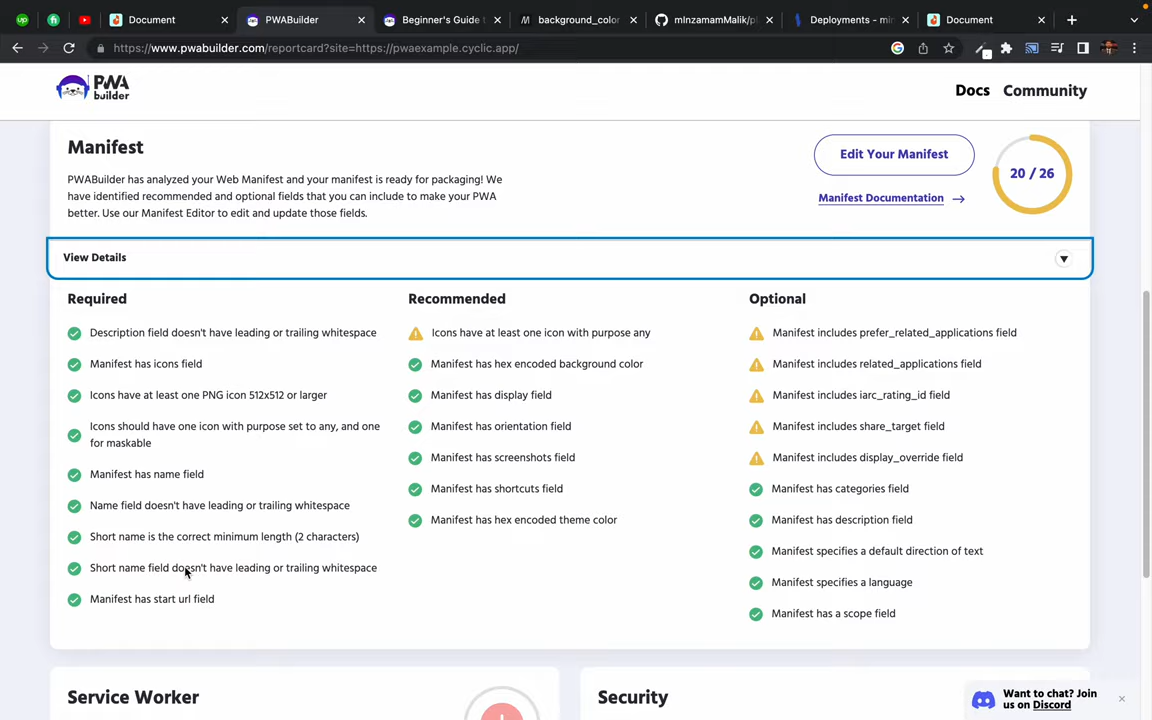 Document
PWABuilder
Beginner's Guide t
background_color
mInzamamMalik/p
Deployments - mi
Document
https://www.pwabuilder.com/reportcard?site=https://pwaexample.cyclic.app/
PWA
builder
Docs
Community
Manifest
Edit Your Manifest
20 / 26
PWABuilder has analyzed your Web Manifest and your manifest is ready for packaging! We
have identified recommended and optional fields that you can include to make your PWA
better. Use our Manifest Editor to edit and update those fields.
Manifest Documentation
View Details
Required
Description field doesn't have leading or trailing whitespace
Manifest has icons field
Icons have at least one PNG icon 512x512 or larger
Icons should have one icon with purpose set to any, and one
for maskable
Manifest has name field
Name field doesn't have leading or trailing whitespace
Short name is the correct minimum length (2 characters)
Short name field doesn't have leading or trailing whitespace
Manifest has start url field
Recommended
Icons have at least one icon with purpose any
Manifest has hex encoded background color
Manifest has display field
Manifest has orientation field
Manifest has screenshots field
Manifest has shortcuts field
Manifest has hex encoded theme color
Optional
Manifest includes prefer_related_applications field
Manifest includes related_applications field
Manifest includes iarc_rating_id field
Manifest includes share_target field
Manifest includes display_override field
Manifest has categories field
Manifest has description field
Manifest specifies a default direction of text
Manifest specifies a language
Manifest has a scope field
Service Worker
Security
Want to chat? Join
us on Discord